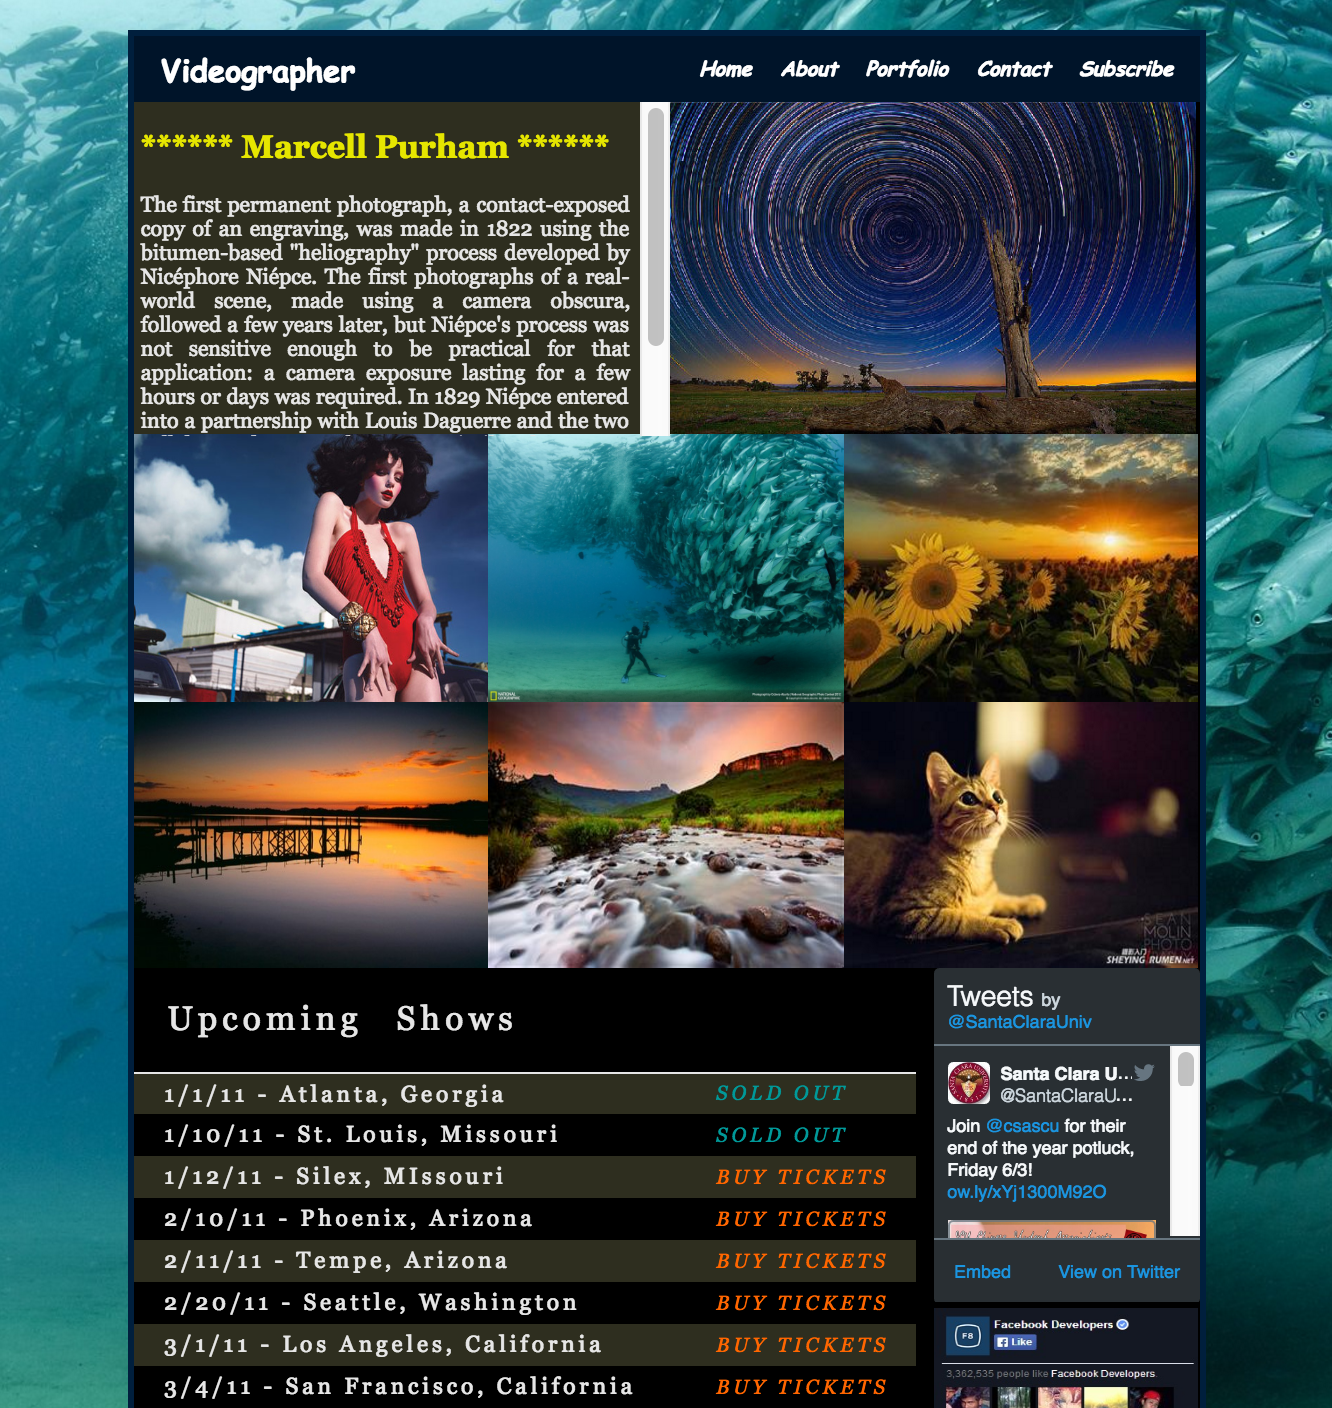 Videographer
Home About Portfolio Contact Subscribe
****** Marcell Purham ******
The first permanent photograph, a contact-exposed
copy of an engraving, was made in 1822 using the
bitumen-based "heliography" process developed by
Nicéphore Niépce. The first photographs of a real-
world scene, made using a camera obscura,
followed a few years later, but Niépce's process was
not sensitive enough to be practical for that
application: a camera exposure lasting for a few
hours or days was required. In 1829 Niépce entered
into a partnership with Louis Daguerre and the two
NATIONAL
GEOGRAPHIC
SEAN
MOLIN
PHOTO
摄影入门
SHEYING RUMEN.NET
Upcoming Shows
1/1/11 - Atlanta, Georgia SOLD OUT
1/10/11 - St. Louis, Missouri SOLD OUT
1/12/11 - Silex, MIssouri BUY TICKETS
2/10/11 - Phoenix, Arizona BUY TICKETS
2/11/11 - Tempe, Arizona BUY TICKETS
2/20/11 - Seattle, Washington BUY TICKETS
3/1/11 - Los Angeles, California BUY TICKETS
3/4/11 - San Francisco, California BUY TICKETS
Tweets by
@SantaClaraUniv
Santa Clara U...
@SantaClaraU...
Join @csascu for their
end of the year potluck,
Friday 6/3!
ow.ly/xYj1300M92O
Embed View on Twitter
F8
Facebook Developers
Like
3,362,535 people like Facebook Developers.